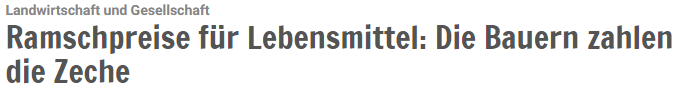 Landwirtschaft und Gesellschaft
Ramschpreise für Lebensmittel: Die Bauern zahlen
die Zeche